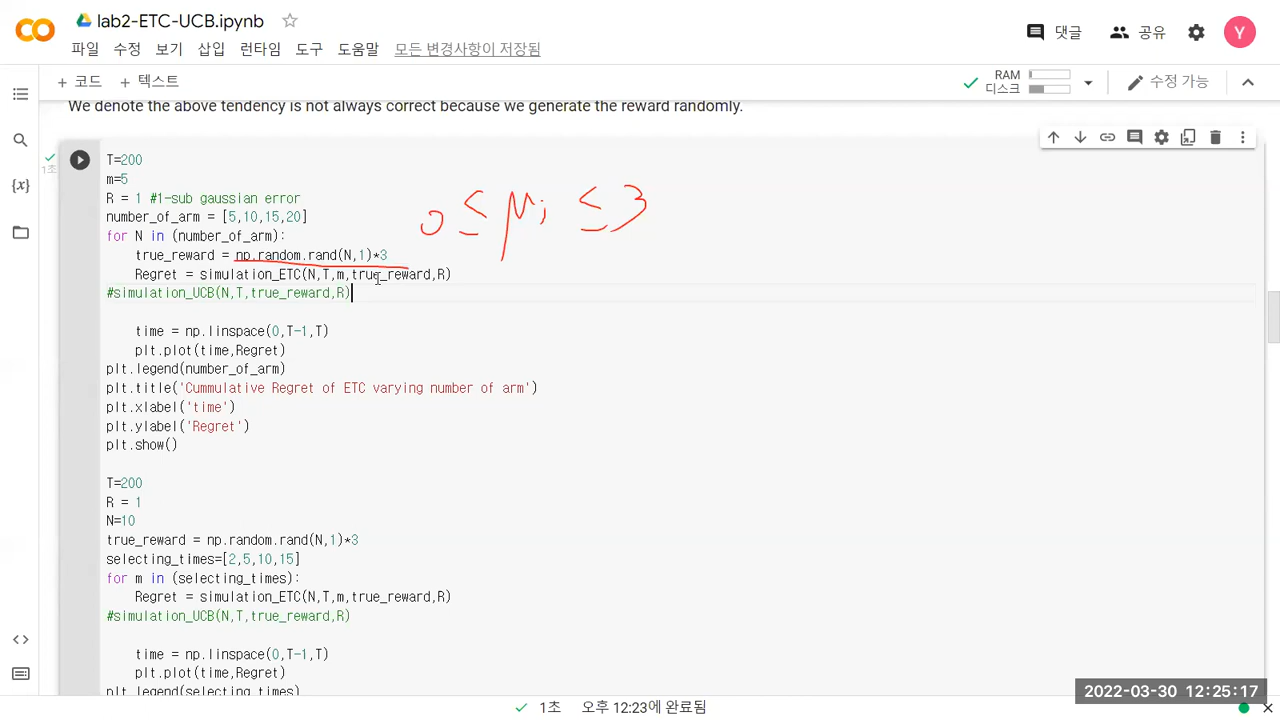 lab2-ETC-UCB.ipynb
댓글
공유
Y
파일 수정 보기 삽입 런타임 도구 도움말 모든 변경사항이 저장됨
+ 코드 + 텍스트
RAM
디스크
수정 가능
We denote the above tendency is not always correct because we generate the reward randomly.
1초
{x}
T=200
m=5
R = 1 #1-sub gaussian error
number_of_arm = [5,10,15,20]
for N in (number_of_arm):
true_reward = np.random.rand(N,1)*3
0 ≤ μi ≤ 3
Regret = simulation_ETC(N,T,m,true_reward,R)
#simulation_UCB(N,T,true_reward,R)
time = np.linspace(0,T-1,T)
plt.plot(time,Regret)
plt.legend(number_of_arm)
plt.title('Cummulative Regret of ETC varying number of arm')
plt.xlabel('time')
plt.ylabel('Regret')
plt.show()
T=200
R = 1
N=10
true_reward = np.random.rand(N,1)*3
selecting_times=[2,5,10,15]
for m in (selecting_times):
Regret = simulation_ETC(N,T,m,true_reward,R)
#simulation_UCB(N,T,true_reward,R)
time = np.linspace(0,T-1,T)
plt.plot(time,Regret)
plt.legend(selecting_times)
2022-03-30 12:25:17
1초 오후 12:23에 완료됨